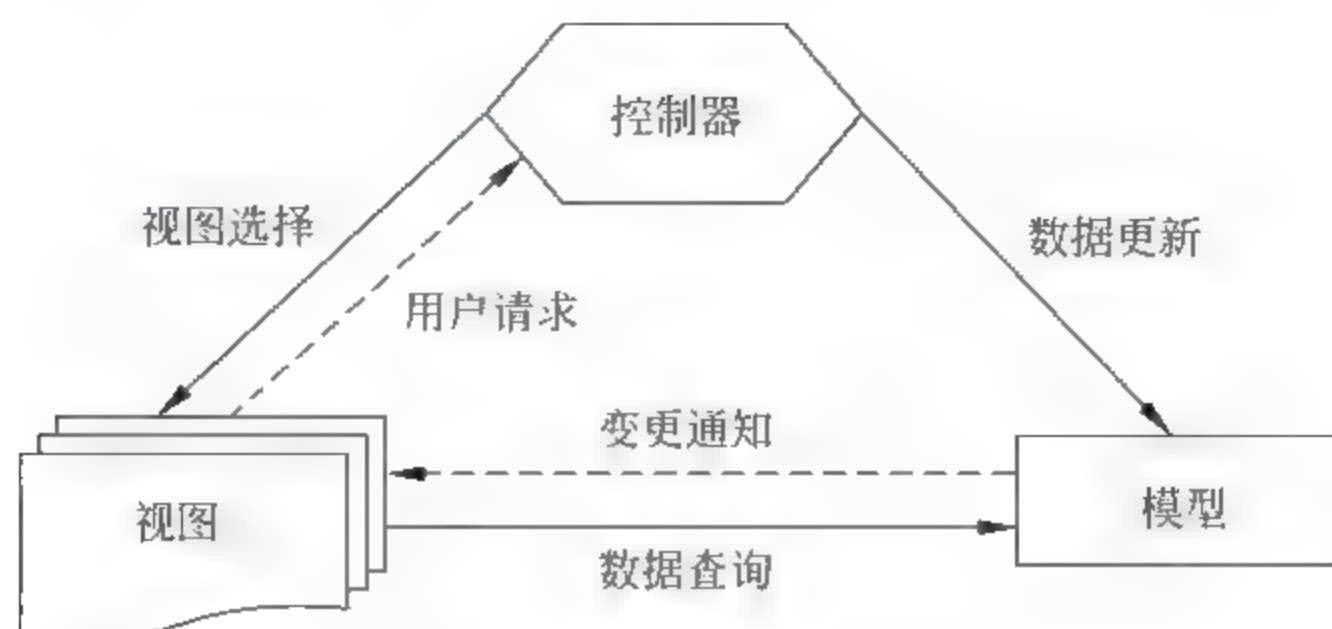 控制器
视图选择
数据更新
用户请求
变更通知
视图
模型
数据查询